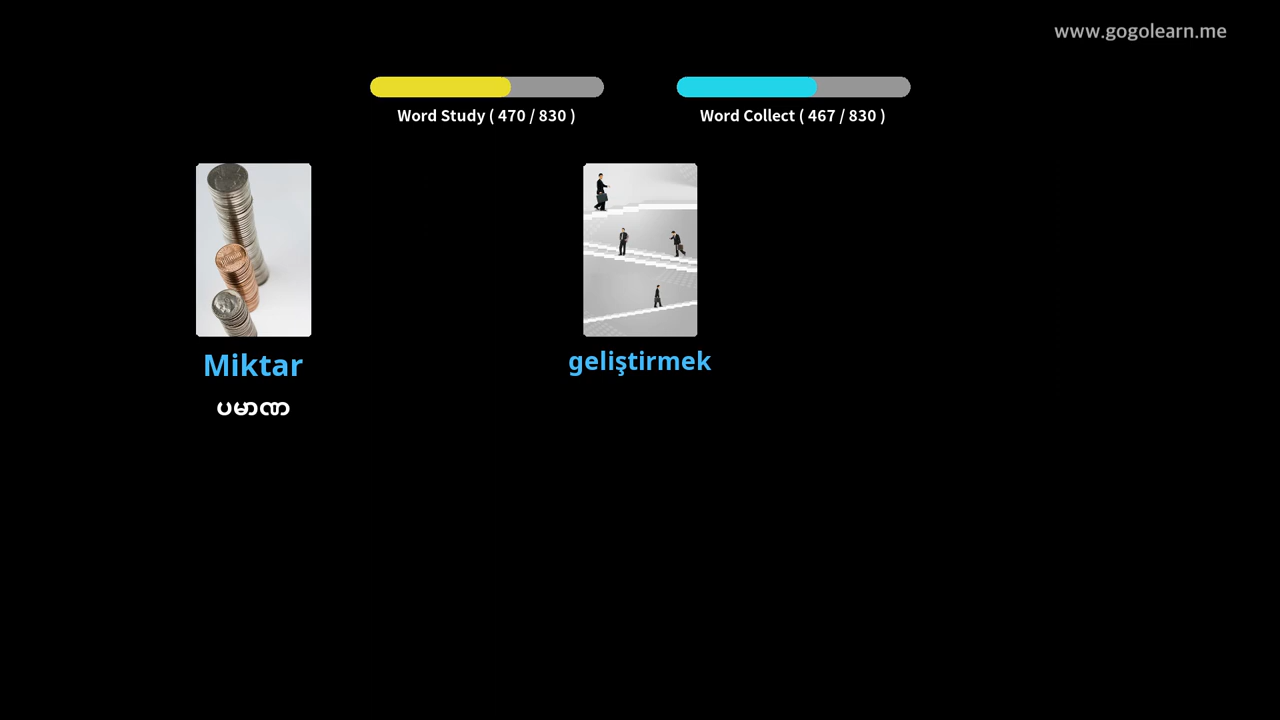 www.gogolearn.me
Word Study ( 470 / 830 )
Word Collect ( 467 / 830 )
Miktar
ပမာဏ
geliştirmek